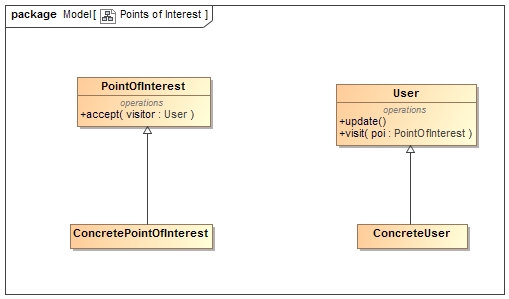 package Model[ Points of Interest ]
PointOfInterest
operations
+accept( visitor : User )
User
operations
+update()
+visit( poi : PointOfInterest )
ConcretePointOfInterest
ConcreteUser